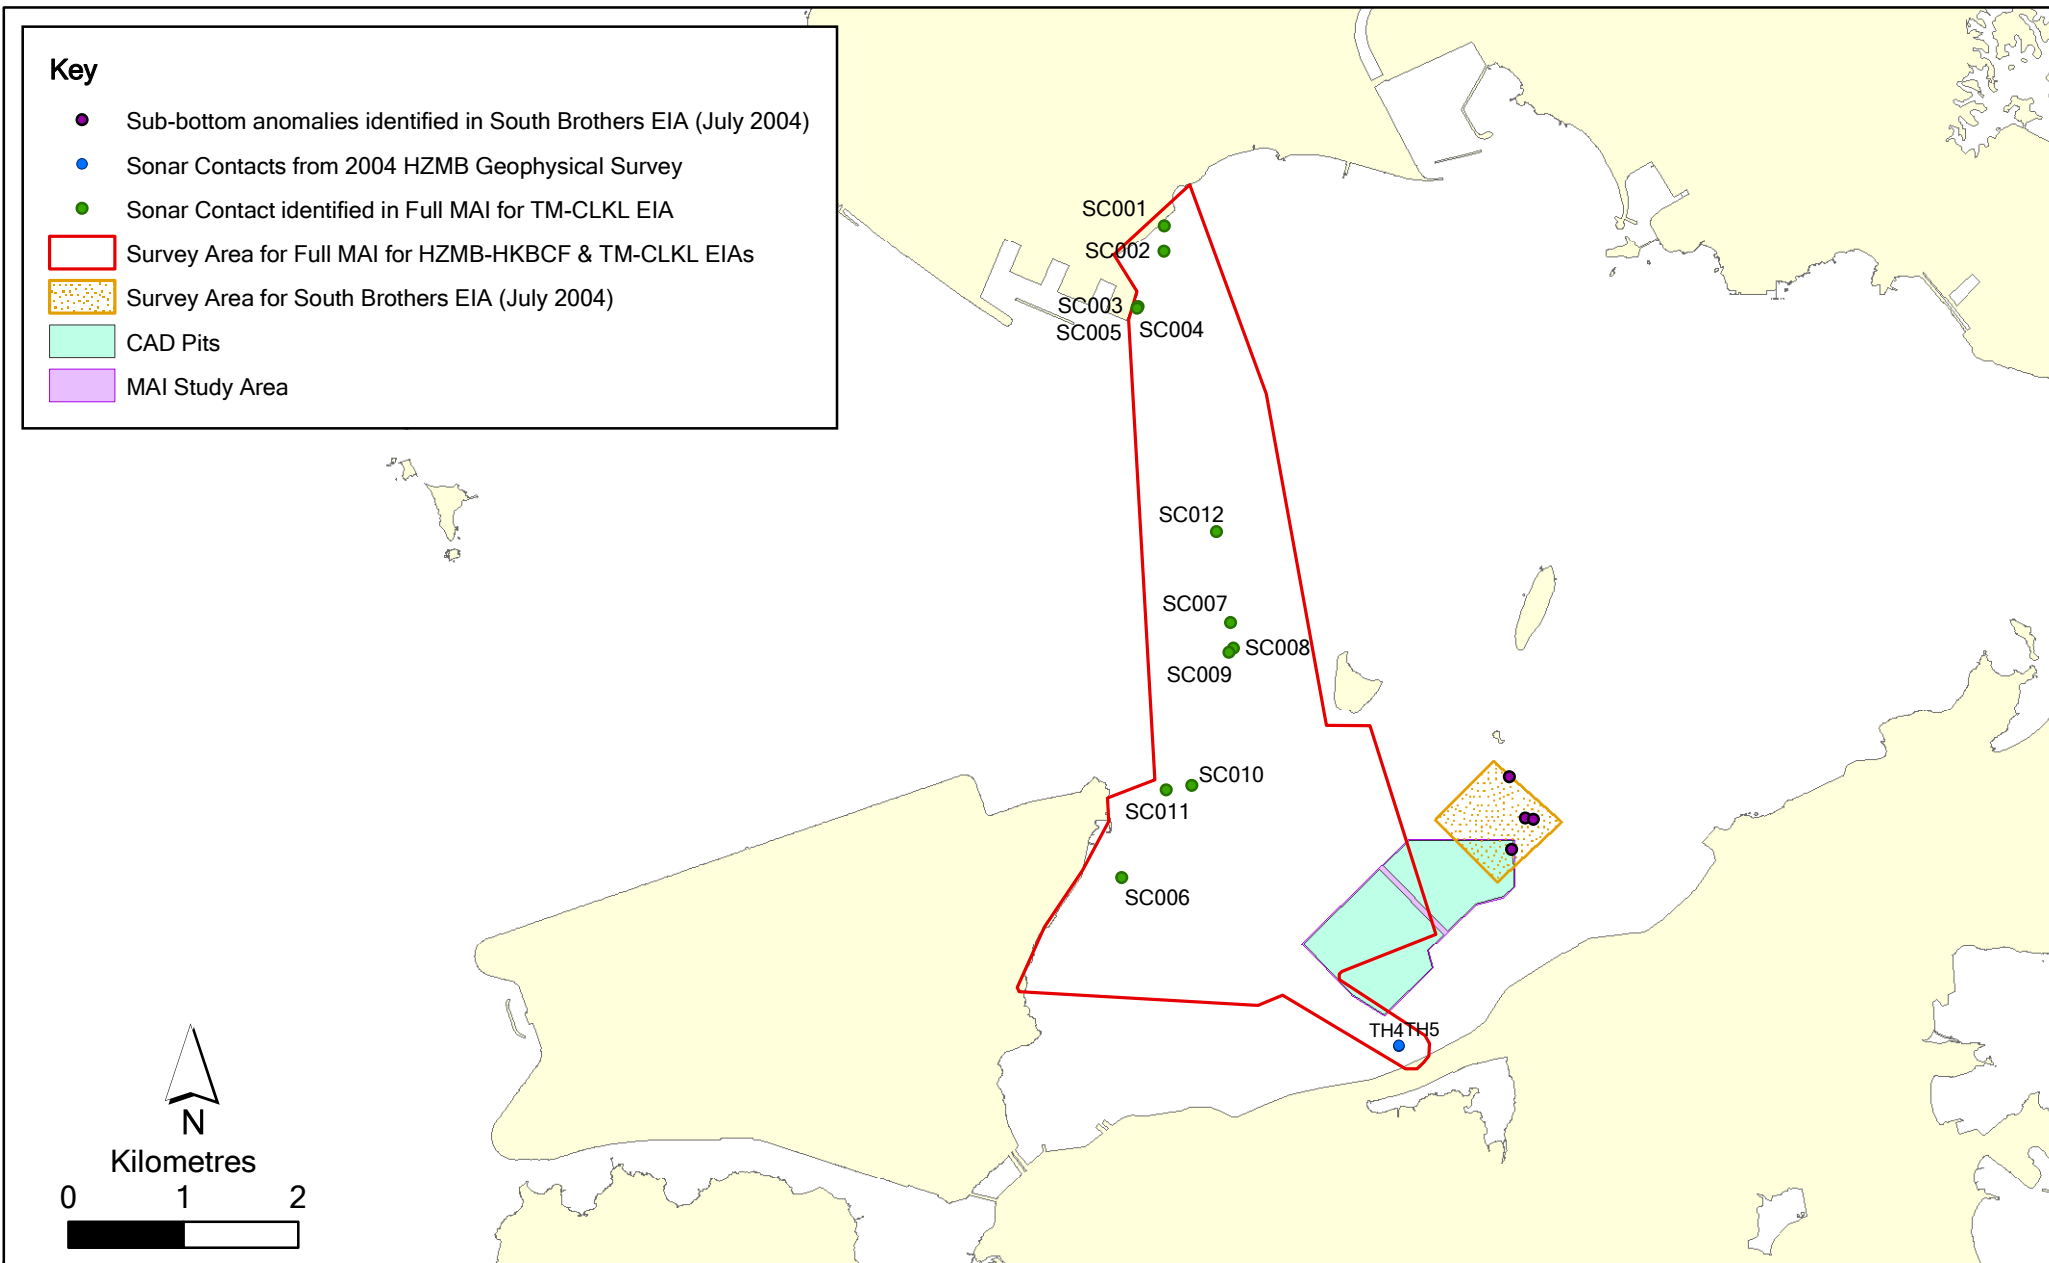 Key
Sub-bottom anomalies identified in South Brothers EIA (July 2004)
Sonar Contacts from 2004 HZMB Geophysical Survey
Sonar Contact identified in Full MAI for TM-CLKL EIA
Survey Area for Full MAI for HZMB-HKBCF & TM-CLKL EIAs
Survey Area for South Brothers EIA (July 2004)
CAD Pits
MAI Study Area
SC001
SC002
SC003
SC005 SC004
SC012
SC007
SC008
SC009
SC010
SC011
SC006
TH4TH5
N
Kilometres
0 1 2